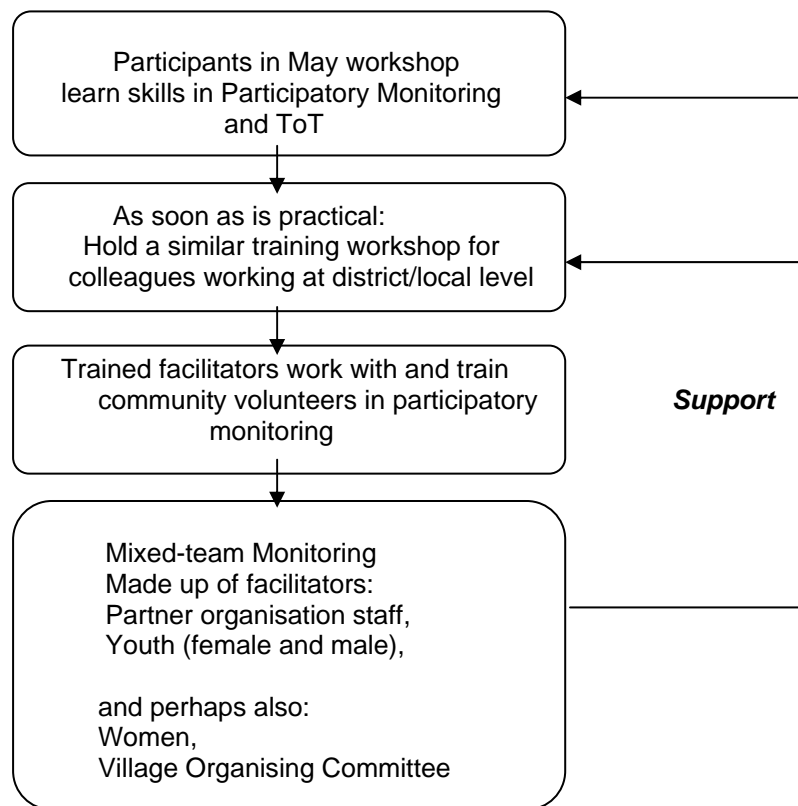 Participants in May workshop
learn skills in Participatory Monitoring
and ToT
As soon as is practical:
Hold a similar training workshop for
colleagues working at district/local level
Trained facilitators work with and train
community volunteers in participatory
monitoring
Support
Mixed-team Monitoring
Made up of facilitators:
Partner organisation staff,
Youth (female and male),
and perhaps also:
Women,
Village Organising Committee